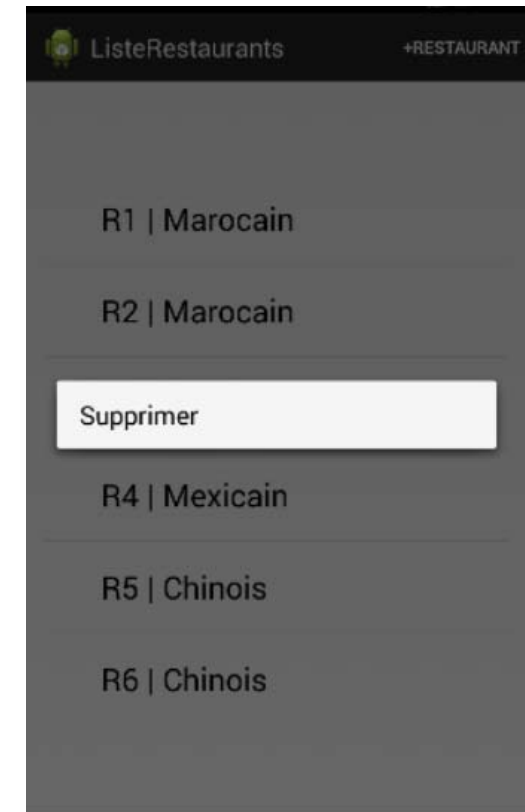 ListeRestaurants +RESTAURANT
R1 | Marocain
R2 | Marocain
Supprimer
R4 | Mexicain
R5 | Chinois
R6 | Chinois